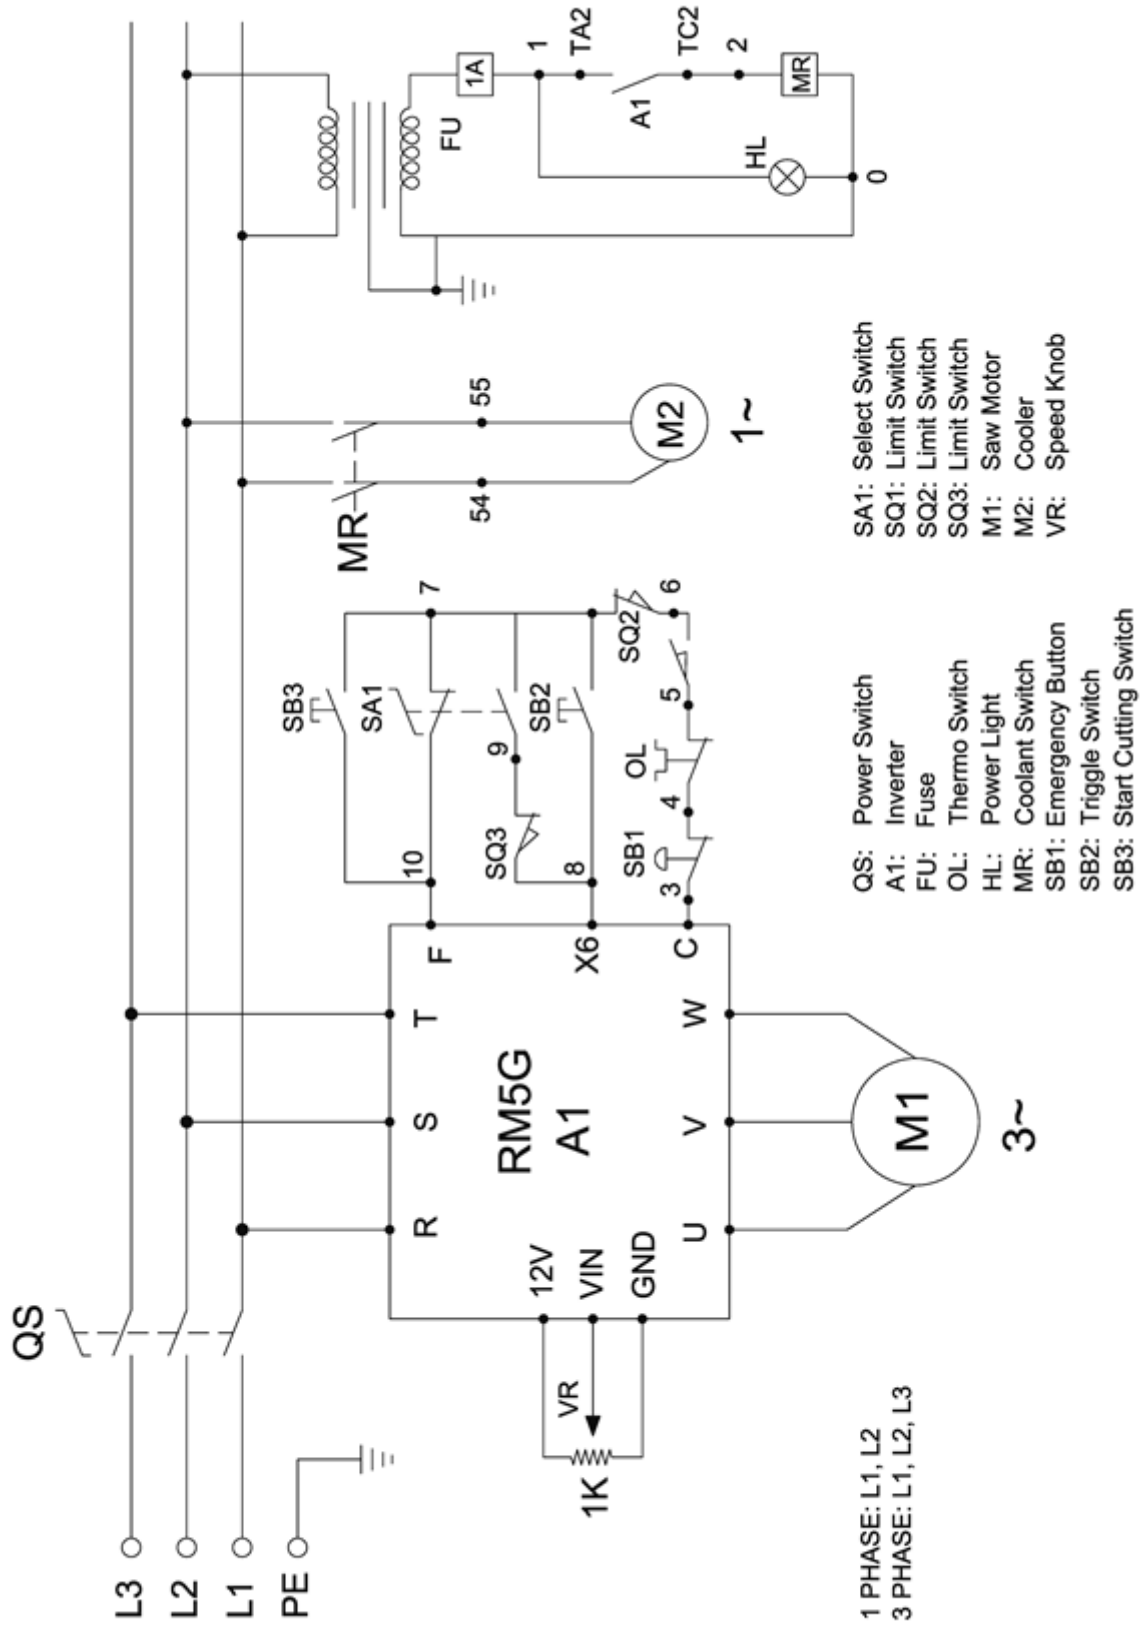 QS
L3
L2
L1
PE
R
S
T
F
X6
C
RM5G
A1
12V
VIN
GND
VR
1K
U
V
W
M1
3~
SB3
SA1
10
7
9
SQ3
SB2
8
SQ2
SB1
OL
3
4
5
6
MR
54
55
M2
1~
FU
1A
1
TA2
A1
TC2
2
MR
HL
0
1 PHASE: L1, L2
3 PHASE: L1, L2, L3
QS: Power Switch
A1: Inverter
FU: Fuse
OL: Thermo Switch
HL: Power Light
MR: Coolant Switch
SB1: Emergency Button
SB2: Triggle Switch
SB3: Start Cutting Switch
SA1: Select Switch
SQ1: Limit Switch
SQ2: Limit Switch
SQ3: Limit Switch
M1: Saw Motor
M2: Cooler
VR: Speed Knob